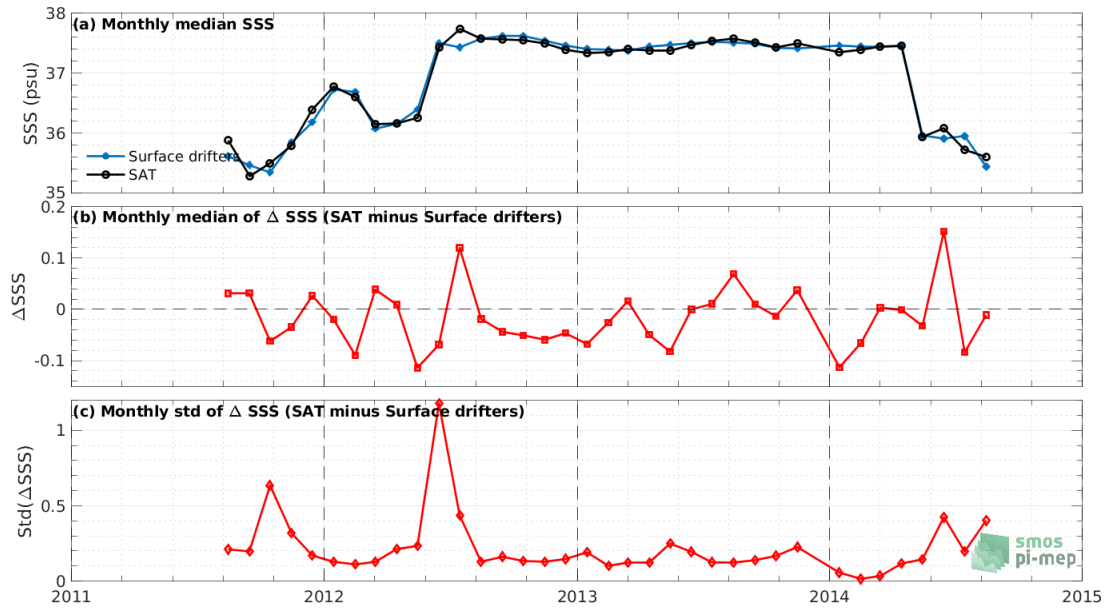 (a) Monthly median SSS
38
37
36
35
SSS (psu)
Surface drifters
SAT
(b) Monthly median of Δ SSS (SAT minus Surface drifters)
0.2
0.1
0
-0.1
ΔSSS
(c) Monthly std of Δ SSS (SAT minus Surface drifters)
1
0.5
0
Std(ΔSSS)
smos
pi-mep
2011 2012 2013 2014 2015